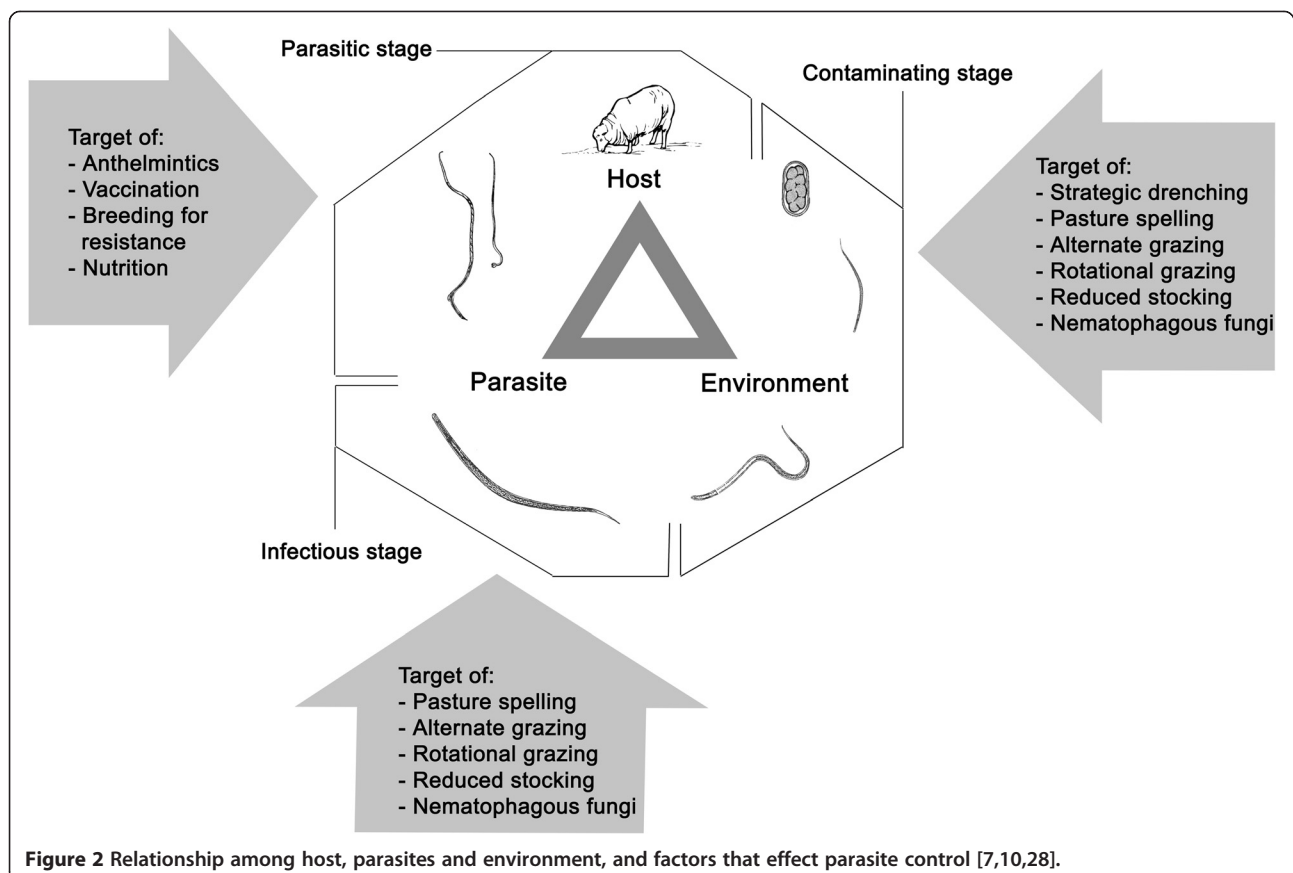 Parasitic stage
Contaminating stage
Target of:
- Anthelmintics
- Vaccination
- Breeding for
resistance
- Nutrition
Host
Target of:
- Strategic drenching
- Pasture spelling
- Alternate grazing
- Rotational grazing
- Reduced stocking
- Nematophagous fungi
Parasite
Environment
Infectious stage
Target of:
- Pasture spelling
- Alternate grazing
- Rotational grazing
- Reduced stocking
- Nematophagous fungi
Figure 2 Relationship among host, parasites and environment, and factors that effect parasite control [7,10,28].